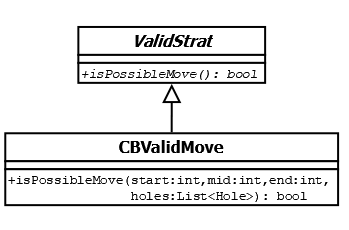 ValidStrat
+isPossibleMove(): bool
CBValidMove
+isPossibleMove(start:int,mid:int,end:int,
holes:List<Hole>): bool